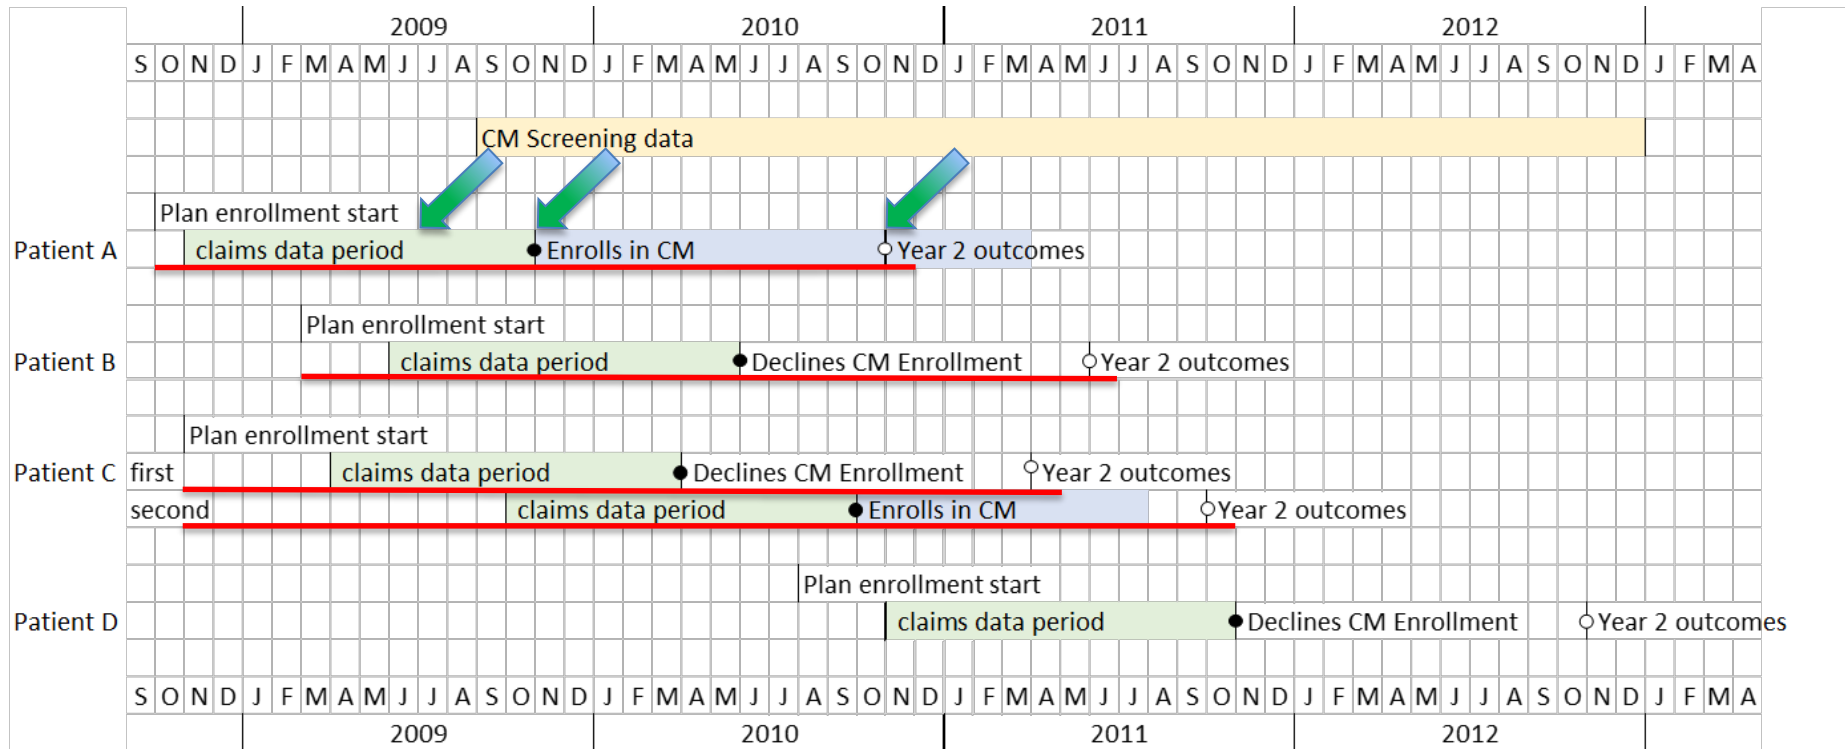 2009 2010 2011 2012
S O N D J F M A M J J A S O N D J F M A M J J A S O N D J F M A M J J A S O N D J F M A M J J A S O N D J F M A
CM Screening data
Plan enrollment start
Patient A claims data period Enrolls in CM Year 2 outcomes
Plan enrollment start
Patient B claims data period Declines CM Enrollment Year 2 outcomes
Plan enrollment start
Patient C first claims data period Declines CM Enrollment Year 2 outcomes
second claims data period Enrolls in CM Year 2 outcomes
Plan enrollment start
Patient D claims data period Declines CM Enrollment Year 2 outcomes
S O N D J F M A M J J A S O N D J F M A M J J A S O N D J F M A M J J A S O N D J F M A M J J A S O N D J F M A
2009 2010 2011 2012